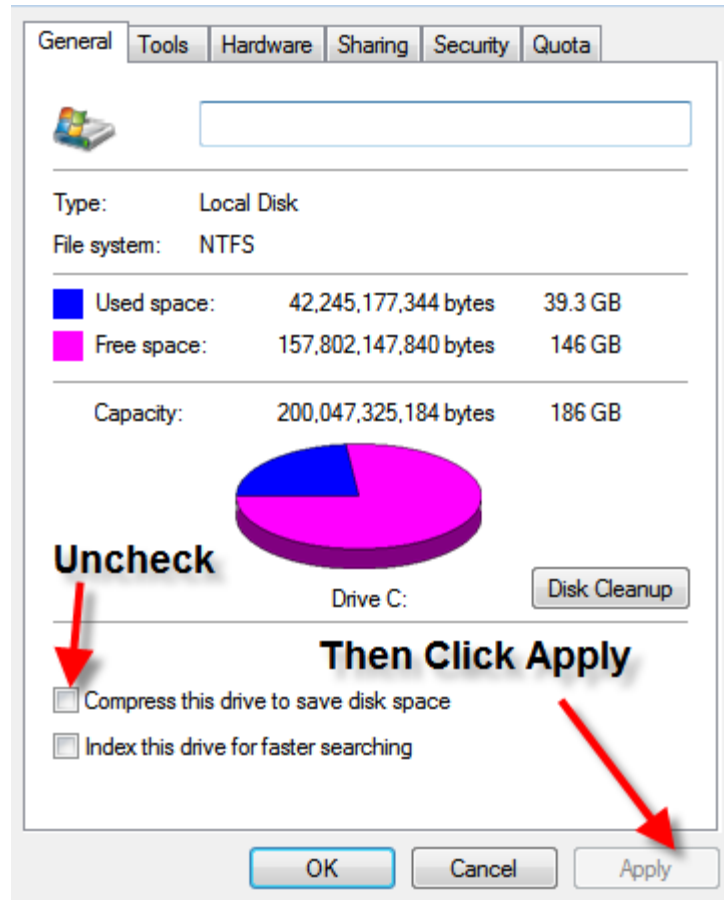 General Tools Hardware Sharing Security Quota
Type: Local Disk
File system: NTFS
Used space: 42,245,177,344 bytes 39.3 GB
Free space: 157,802,147,840 bytes 146 GB
Capacity: 200,047,325,184 bytes 186 GB
Uncheck
Drive C: Disk Cleanup
Then Click Apply
Compress this drive to save disk space
Index this drive for faster searching
OK Cancel Apply